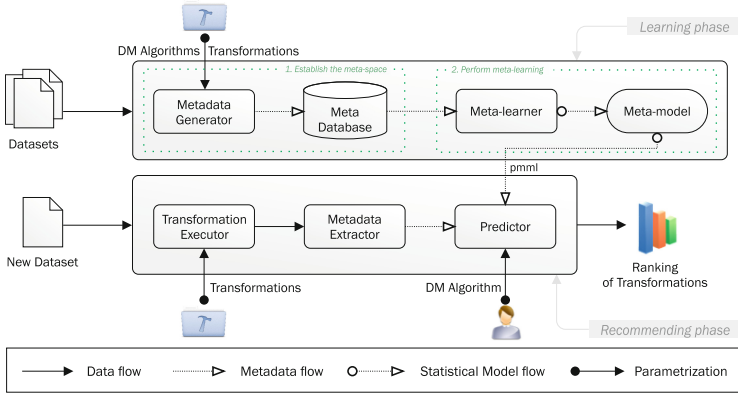 DM Algorithms Transformations
Learning phase
1. Establish the meta-space
2. Perform meta-learning
Datasets
Metadata
Generator
Meta
Database
Meta-learner
Meta-model
pmml
New Dataset
Transformation
Executor
Metadata
Extractor
Predictor
Ranking
of Transformations
Transformations
DM Algorithm
Recommending phase
Data flow
Metadata flow
Statistical Model flow
Parametrization